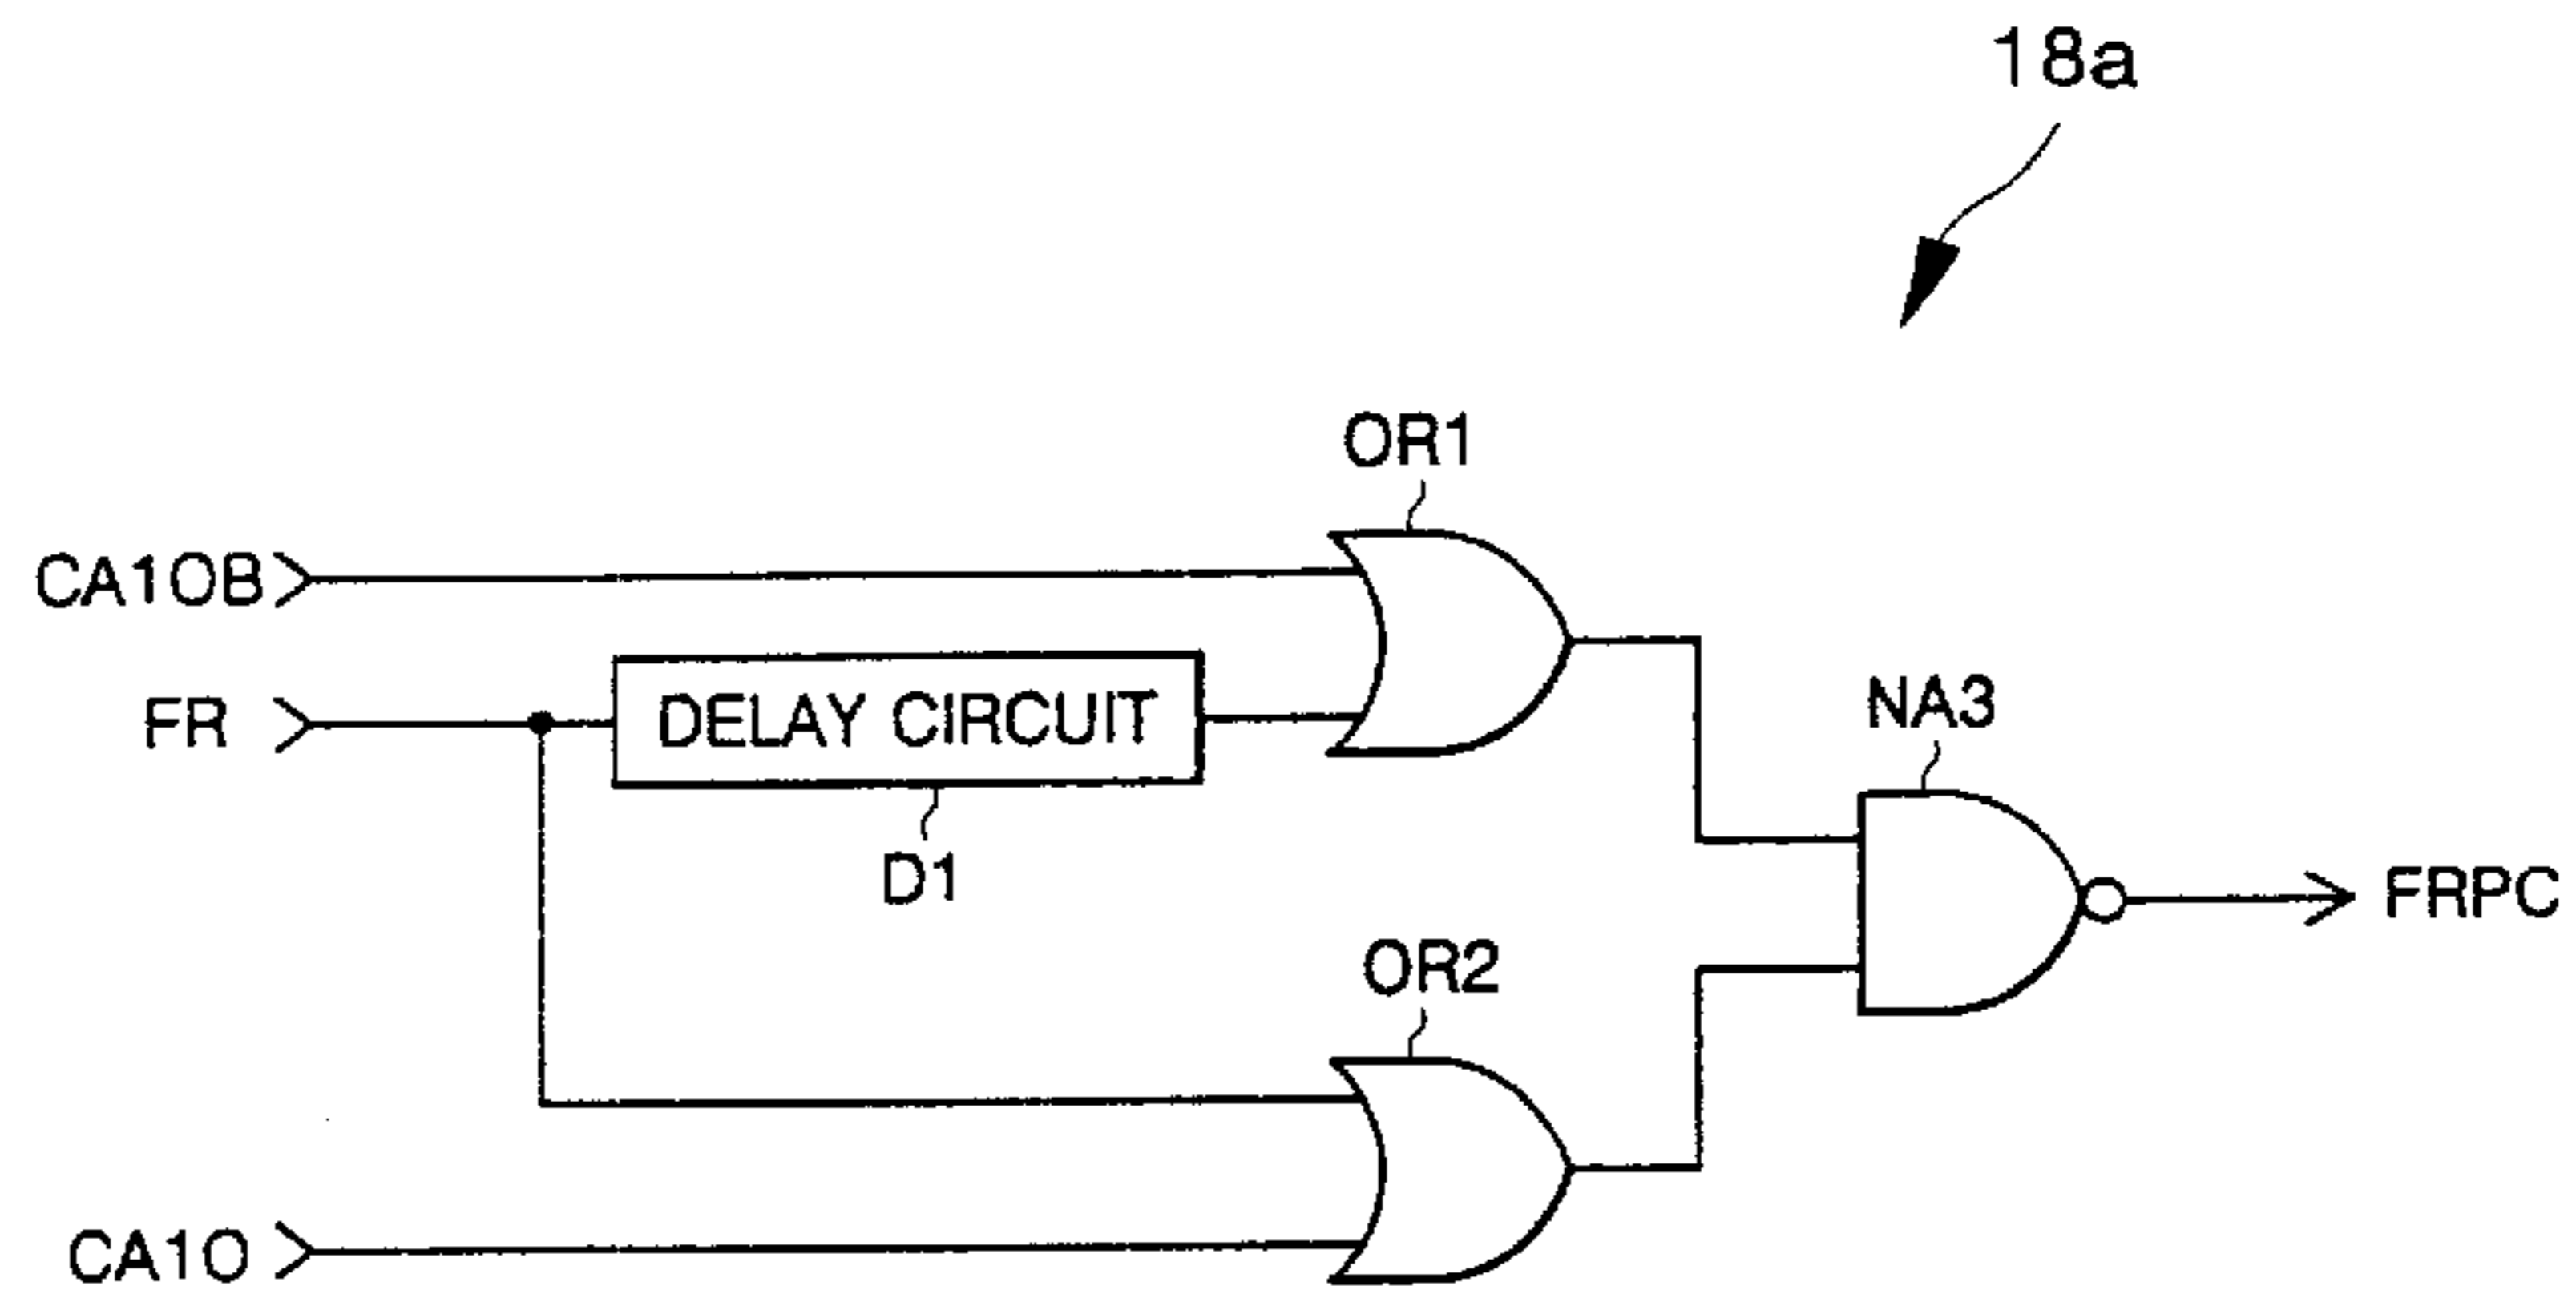 18a
OR1
CA10B
FR
DELAY CIRCUIT
D1
NA3
FRPC
OR2
CA10